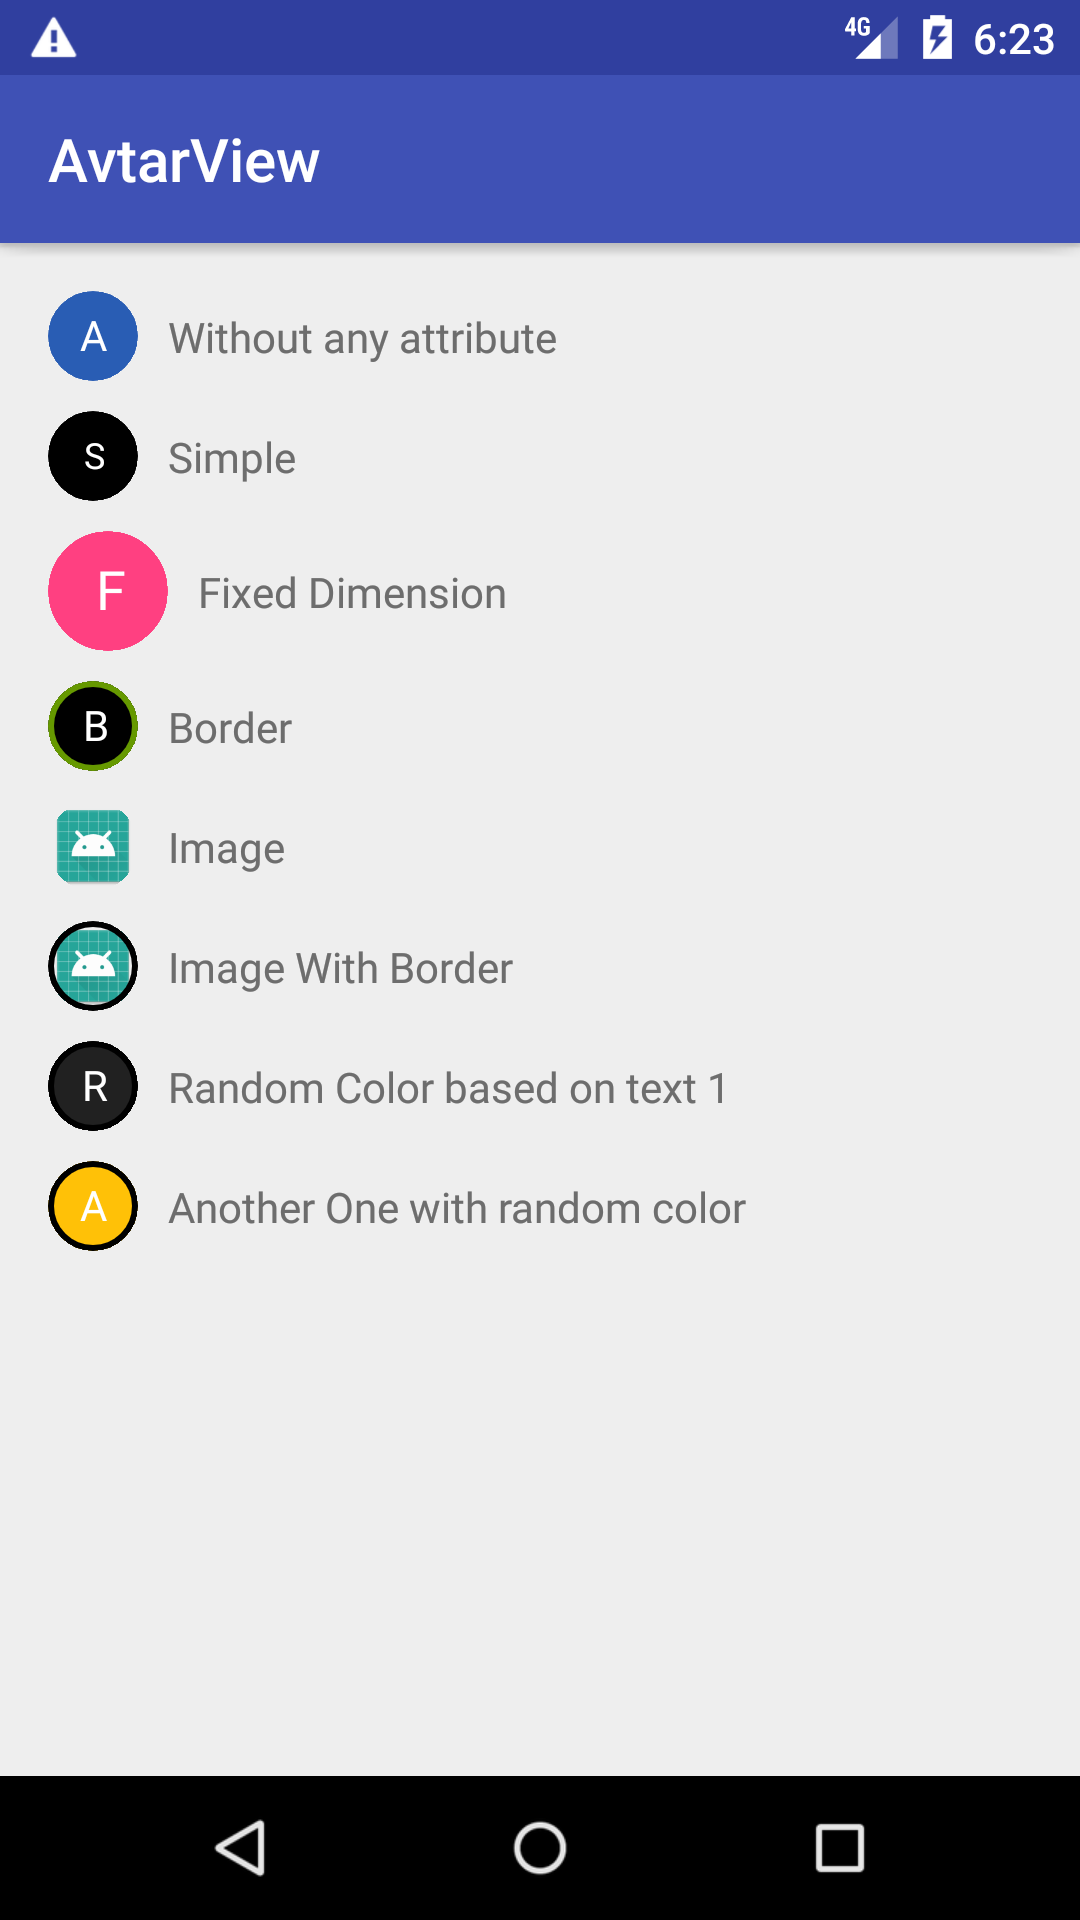 4G 6:23
AvtarView
A Without any attribute
S Simple
F Fixed Dimension
B Border
Image
Image With Border
R Random Color based on text 1
A Another One with random color